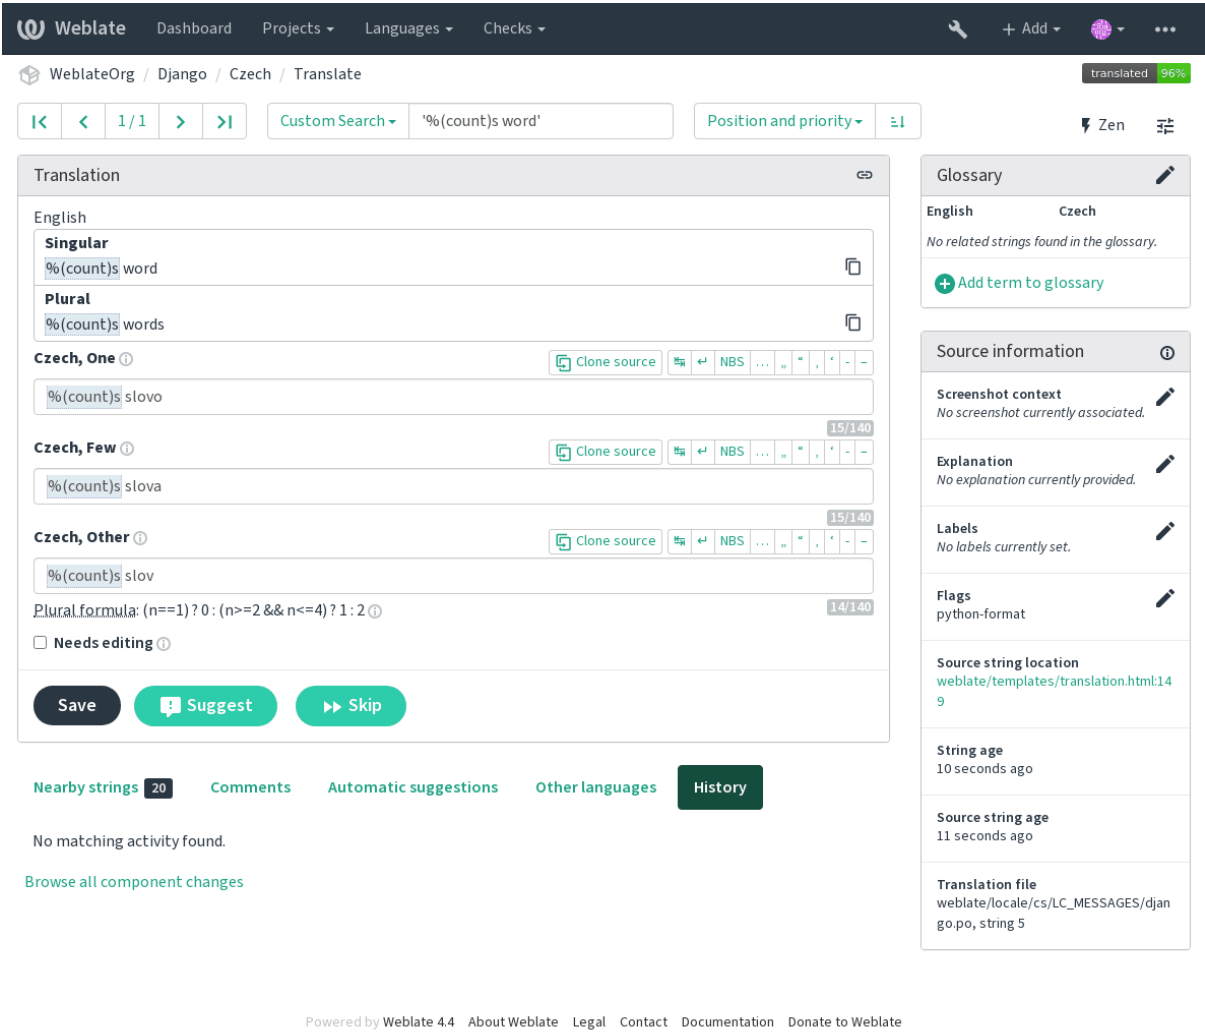 Weblate Dashboard Projects Languages Checks Add
WeblateOrg / Django / Czech / Translate
translated 96%
1 / 1 Custom Search '%(count)s word' Position and priority
Zen
Translation
English
Singular
%(count)s word
Plural
%(count)s words
Czech, One Clone source ↹ ↵ NBS … „ “ ‚ ‘ - –
%(count)s slovo
15/140
Czech, Few Clone source ↹ ↵ NBS … „ “ ‚ ‘ - –
%(count)s slova
15/140
Czech, Other Clone source ↹ ↵ NBS … „ “ ‚ ‘ - –
%(count)s slov
14/140
Plural formula: (n==1) ? 0 : (n>=2 && n<=4) ? 1 : 2
Needs editing
Save Suggest Skip
Nearby strings 20 Comments Automatic suggestions Other languages History
No matching activity found.
Browse all component changes
Glossary
English Czech
No related strings found in the glossary.
Add term to glossary
Source information
Screenshot context
No screenshot currently associated.
Explanation
No explanation currently provided.
Labels
No labels currently set.
Flags
python-format
Source string location
weblate/templates/translation.html:14
9
String age
10 seconds ago
Source string age
11 seconds ago
Translation file
weblate/locale/cs/LC_MESSAGES/djan
go.po, string 5
Powered by Weblate 4.4 About Weblate Legal Contact Documentation Donate to Weblate